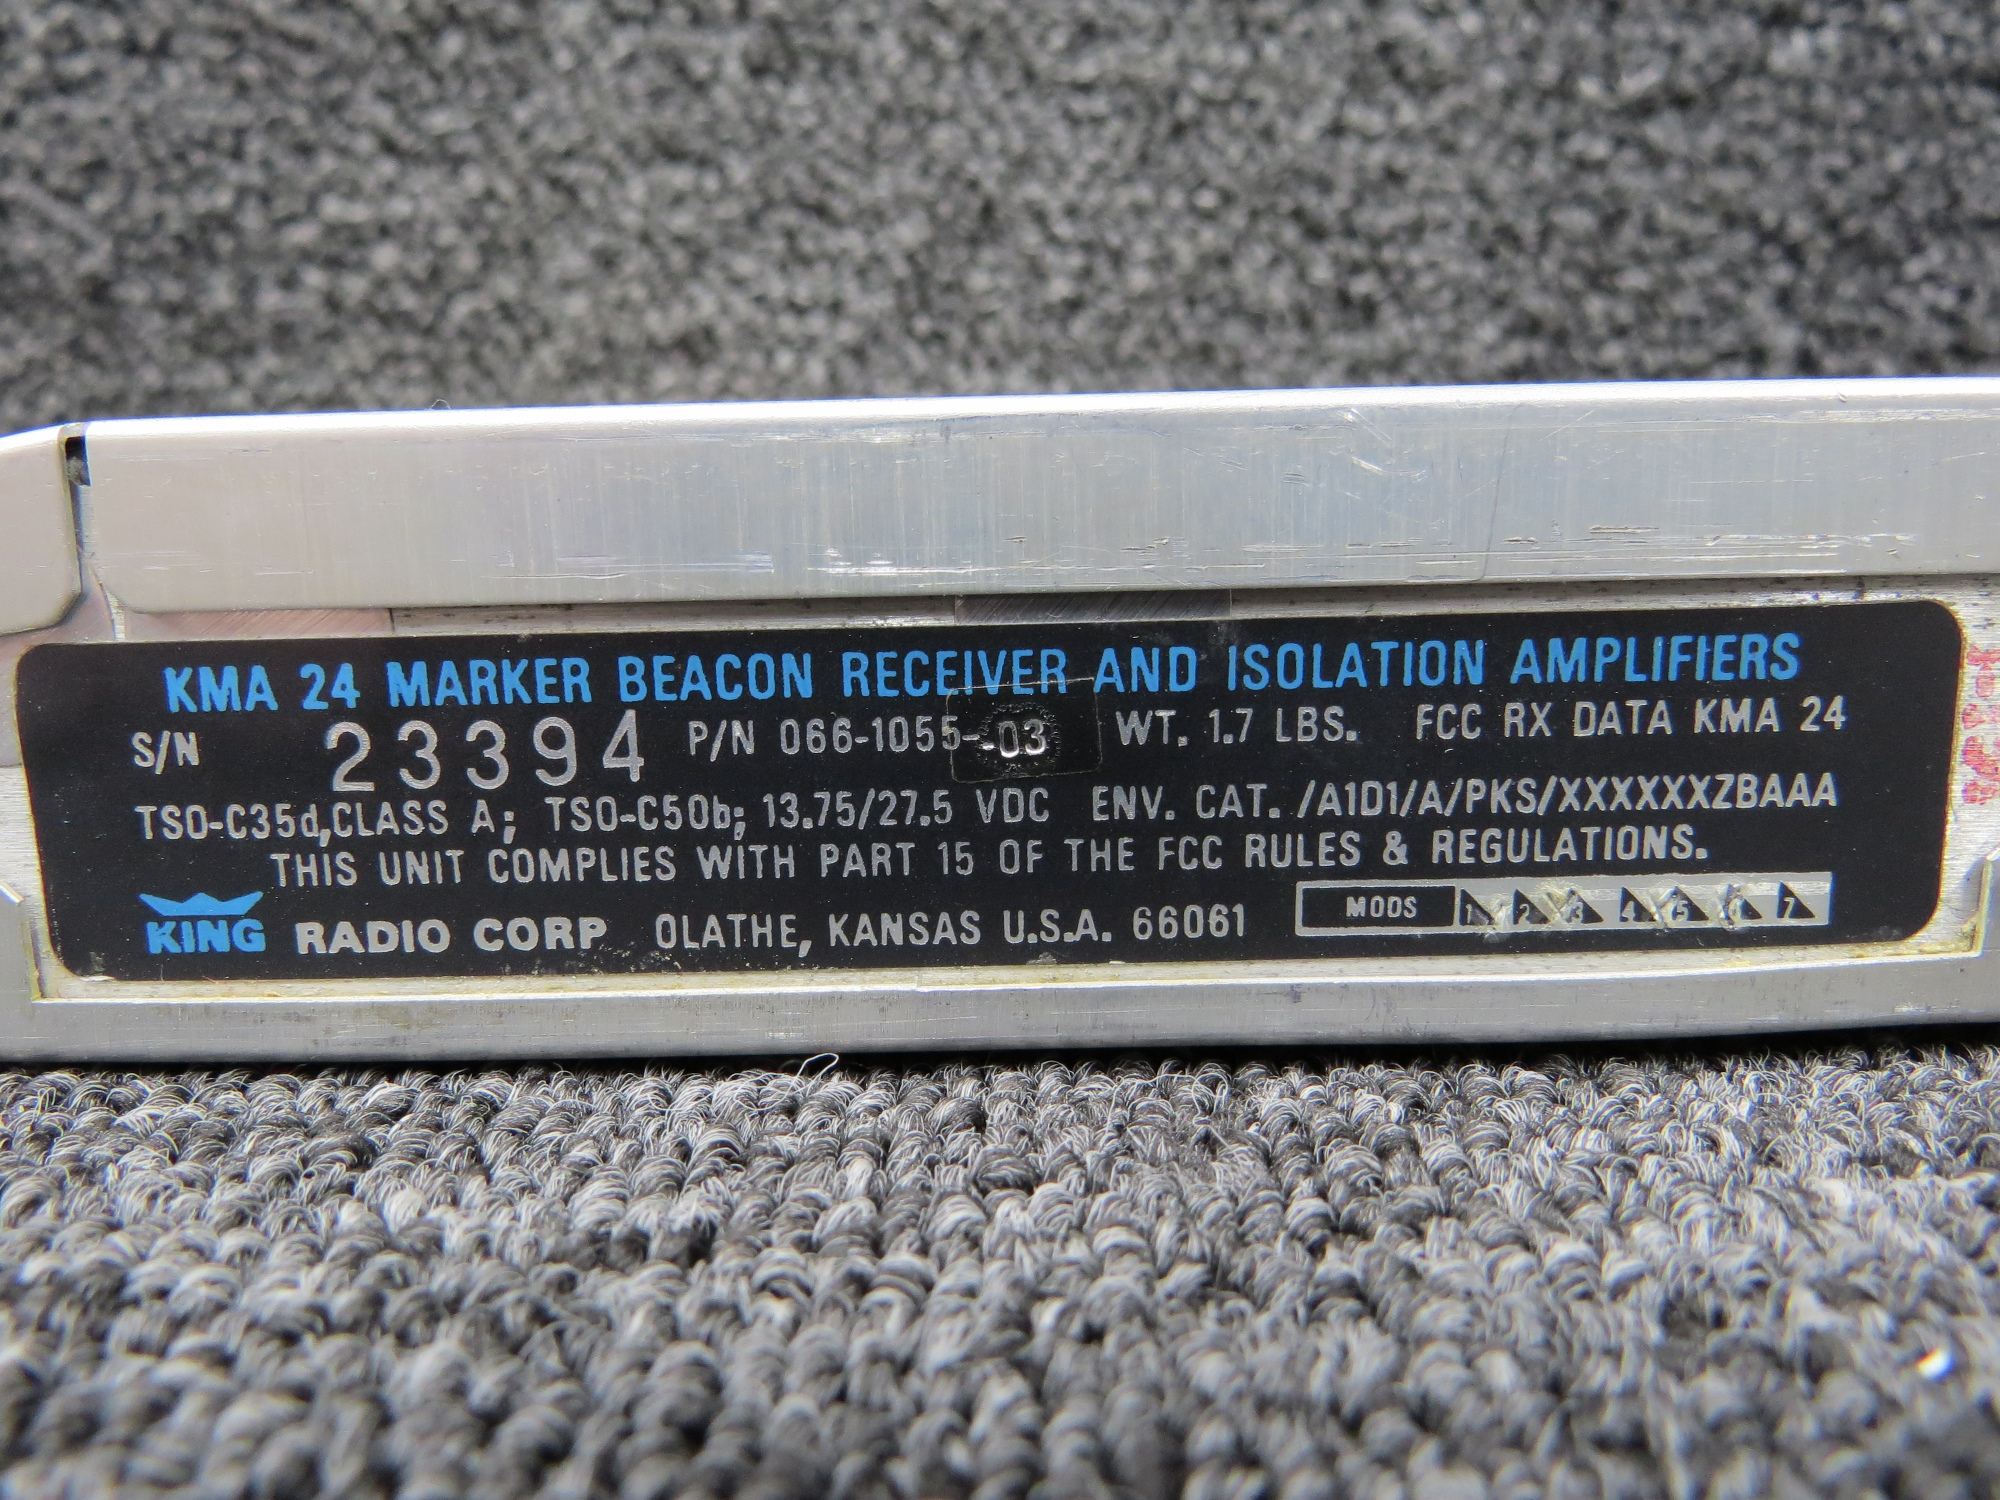 KMA 24 MARKER BEACON RECEIVER AND ISOLATION AMPLIFIERS
S/N 23394 P/N 066-1055-03 WT. 1.7 LBS. FCC RX DATA KMA 24
TSO-C35d,CLASS A; TSO-C50b; 13.75/27.5 VDC ENV. CAT. /A1D1/A/PKS/XXXXXXZBAAA
THIS UNIT COMPLIES WITH PART 15 OF THE FCC RULES & REGULATIONS.
KING RADIO CORP OLATHE, KANSAS U.S.A. 66061 MODS 1 2 3 4 5 6 7